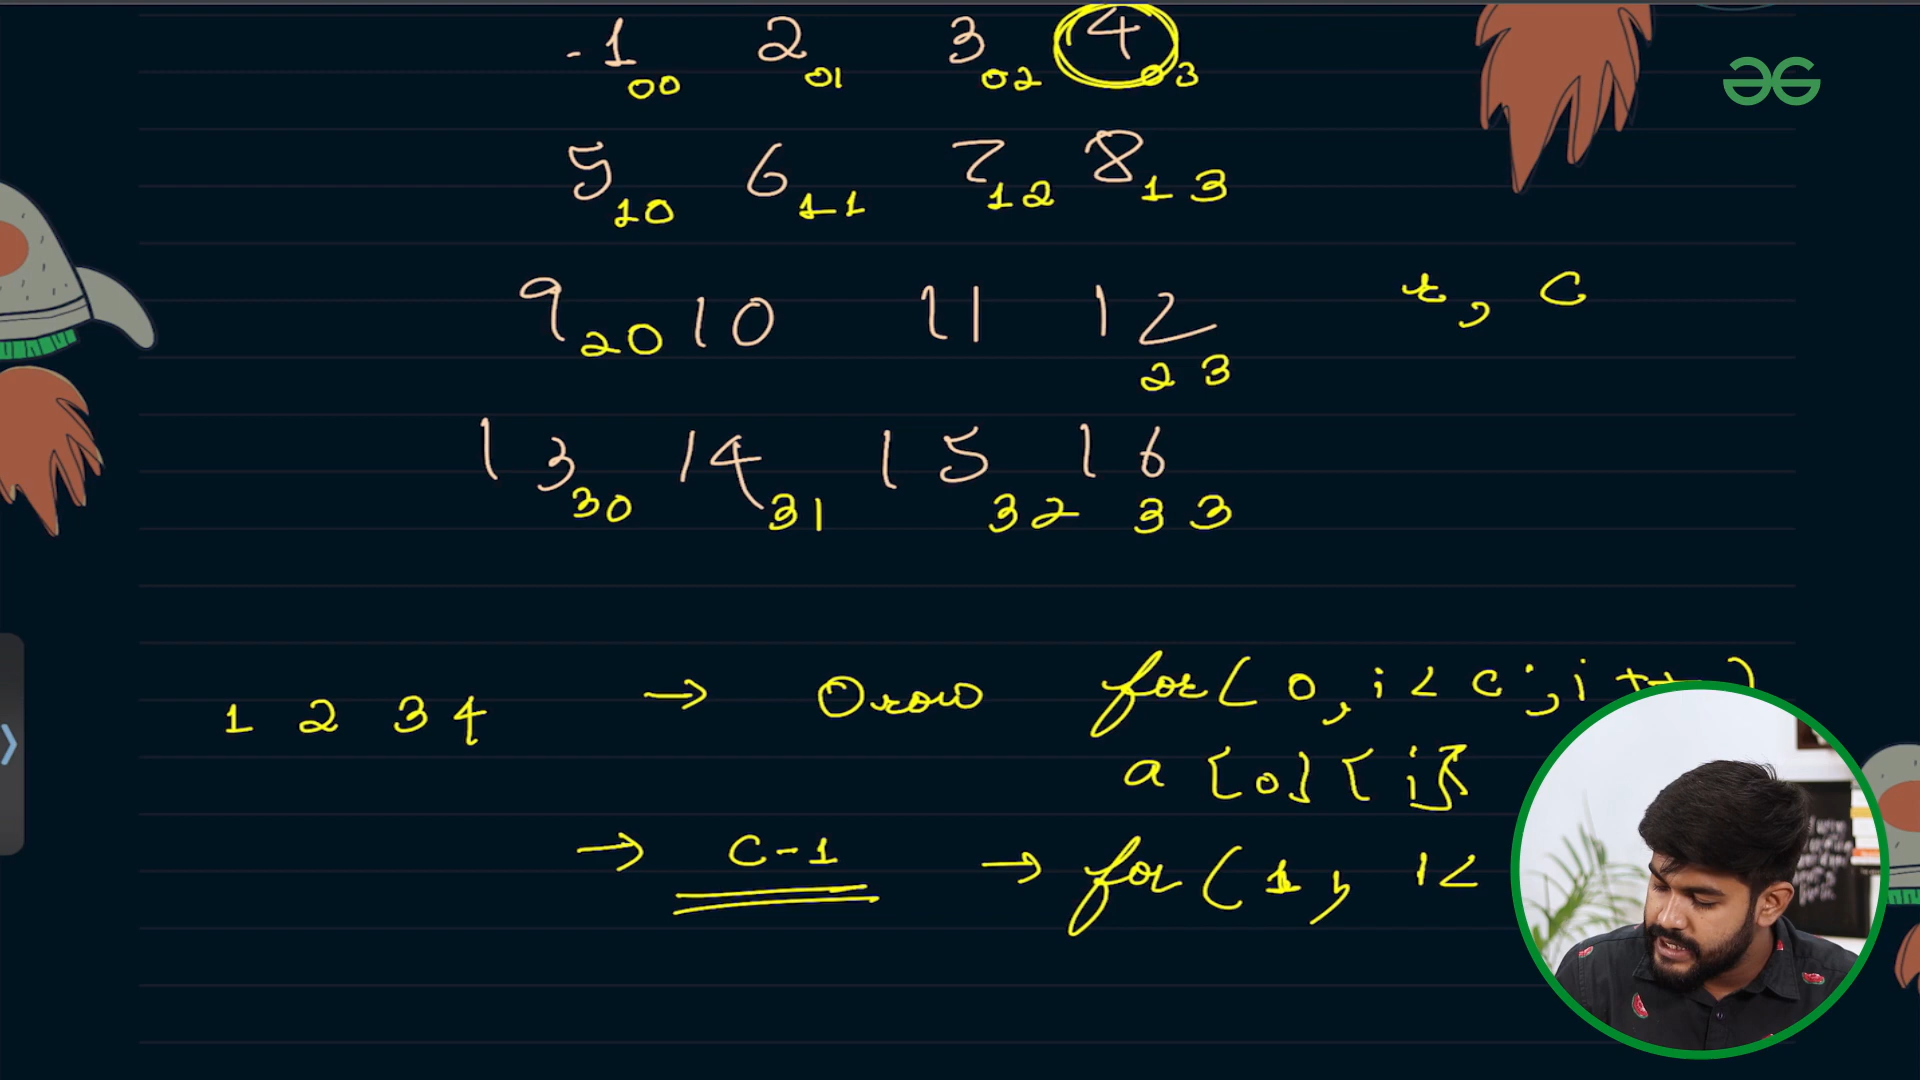 -1 00 2 01 3 02 4 03
5 10 6 11 7 12 8 13
9 20 10 11 12 23
r, c
13 30 14 31 15 32 16 33
1 2 3 4 → 0 row for( 0, i < c ; i ++ )
a [0] [i]
→ c-1 → for( 1, i<